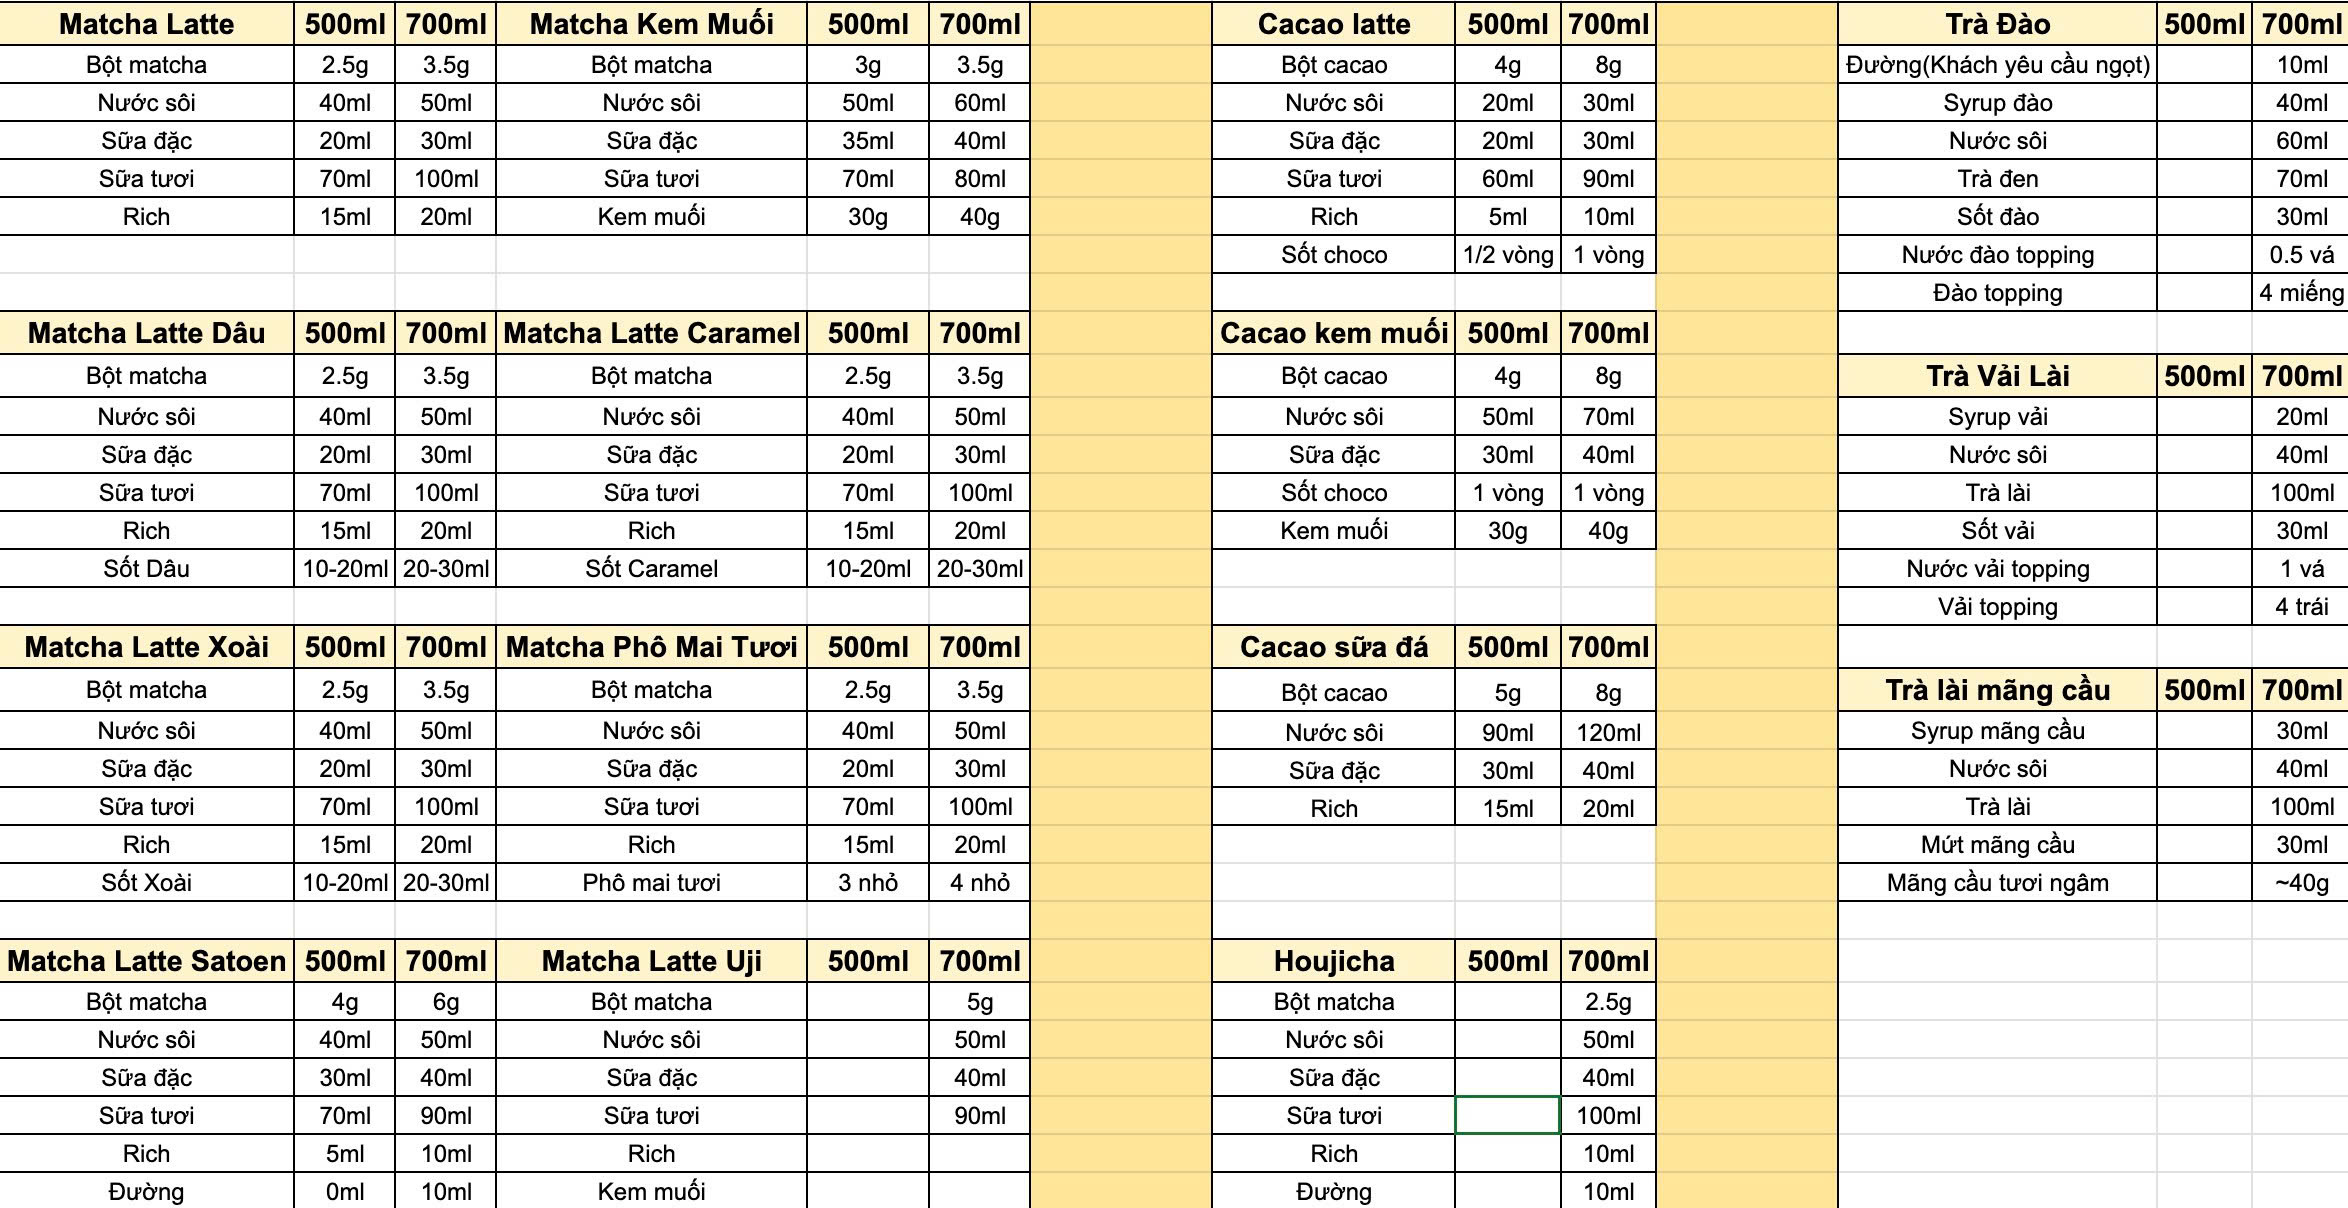 Matcha Latte 500ml 700ml Matcha Kem Muối 500ml 700ml Cacao latte 500ml 700ml Trà Đào 500ml 700ml
Bột matcha 2.5g 3.5g Bột matcha 3g 3.5g Bột cacao 4g 8g Đường(Khách yêu cầu ngọt) 10ml
Nước sôi 40ml 50ml Nước sôi 50ml 60ml Nước sôi 20ml 30ml Syrup đào 40ml
Sữa đặc 20ml 30ml Sữa đặc 35ml 40ml Sữa đặc 20ml 30ml Nước sôi 60ml
Sữa tươi 70ml 100ml Sữa tươi 70ml 80ml Sữa tươi 60ml 90ml Trà đen 70ml
Rich 15ml 20ml Kem muối 30g 40g Rich 5ml 10ml Sốt đào 30ml
Sốt choco 1/2 vòng 1 vòng Nước đào topping 0.5 vá
Đào topping 4 miếng
Matcha Latte Dâu 500ml 700ml Matcha Latte Caramel 500ml 700ml Cacao kem muối 500ml 700ml
Bột matcha 2.5g 3.5g Bột matcha 2.5g 3.5g Bột cacao 4g 8g Trà Vải Lài 500ml 700ml
Nước sôi 40ml 50ml Nước sôi 40ml 50ml Nước sôi 50ml 70ml Syrup vải 20ml
Sữa đặc 20ml 30ml Sữa đặc 20ml 30ml Sữa đặc 30ml 40ml Nước sôi 40ml
Sữa tươi 70ml 100ml Sữa tươi 70ml 100ml Sốt choco 1 vòng 1 vòng Trà lài 100ml
Rich 15ml 20ml Rich 15ml 20ml Kem muối 30g 40g Sốt vải 30ml
Sốt Dâu 10-20ml 20-30ml Sốt Caramel 10-20ml 20-30ml Nước vải topping 1 vá
Vải topping 4 trái
Matcha Latte Xoài 500ml 700ml Matcha Phô Mai Tươi 500ml 700ml Cacao sữa đá 500ml 700ml
Bột matcha 2.5g 3.5g Bột matcha 2.5g 3.5g Bột cacao 5g 8g Trà lài mãng cầu 500ml 700ml
Nước sôi 40ml 50ml Nước sôi 40ml 50ml Nước sôi 90ml 120ml Syrup mãng cầu 30ml
Sữa đặc 20ml 30ml Sữa đặc 20ml 30ml Sữa đặc 30ml 40ml Nước sôi 40ml
Sữa tươi 70ml 100ml Sữa tươi 70ml 100ml Rich 15ml 20ml Trà lài 100ml
Rich 15ml 20ml Rich 15ml 20ml Mứt mãng cầu 30ml
Sốt Xoài 10-20ml 20-30ml Phô mai tươi 3 nhỏ 4 nhỏ Mãng cầu tươi ngâm ~40g
Matcha Latte Satoen 500ml 700ml Matcha Latte Uji 500ml 700ml Houjicha 500ml 700ml
Bột matcha 4g 6g Bột matcha 5g Bột matcha 2.5g
Nước sôi 40ml 50ml Nước sôi 50ml Nước sôi 50ml
Sữa đặc 30ml 40ml Sữa đặc 40ml Sữa đặc 40ml
Sữa tươi 70ml 90ml Sữa tươi 90ml Sữa tươi 100ml
Rich 5ml 10ml Rich Rich 10ml
Đường 0ml 10ml Kem muối Đường 10ml